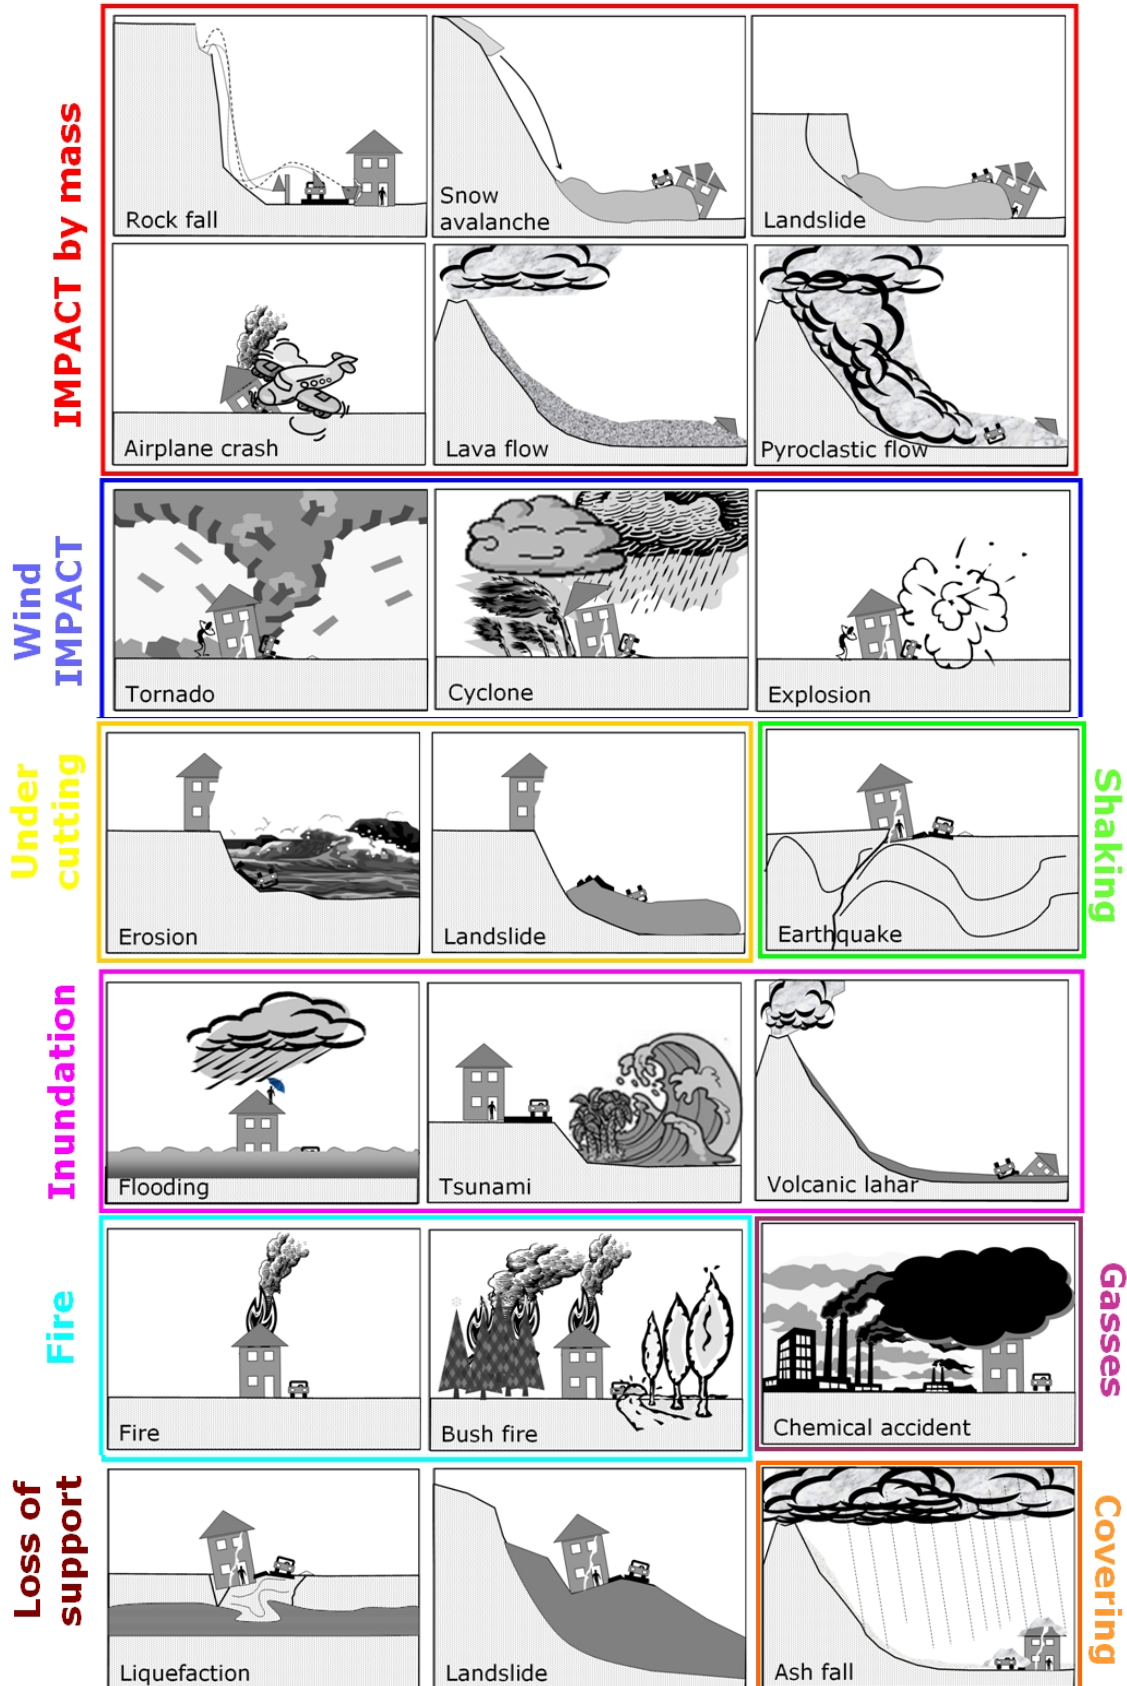 IMPACT by mass
Rock fall
Snow
avalanche
Landslide
Airplane crash
Lava flow
Pyroclastic flow
Wind
IMPACT
Tornado
Cyclone
Explosion
Under
cutting
Erosion
Landslide
Shaking
Earthquake
Inundation
Flooding
Tsunami
Volcanic lahar
Fire
Fire
Bush fire
Gasses
Chemical accident
Loss of
support
Liquefaction
Landslide
Covering
Ash fall